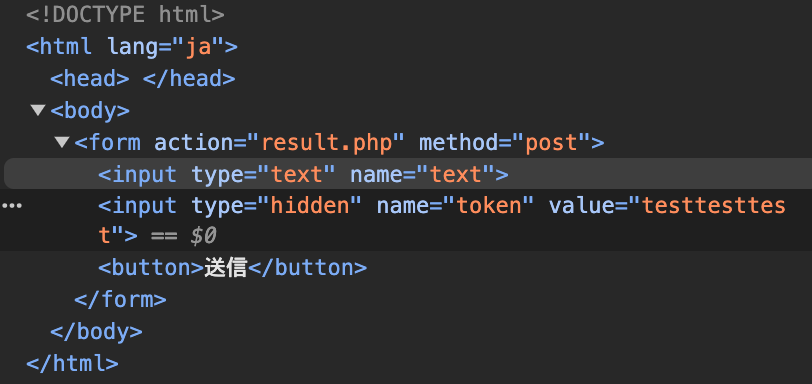 <!DOCTYPE html>
<html lang="ja">
<head> </head>
<body>
<form action="result.php" method="post">
<input type="text" name="text">
<input type="hidden" name="token" value="testtesttes
t"> == $0
<button>送信</button>
</form>
</body>
</html>